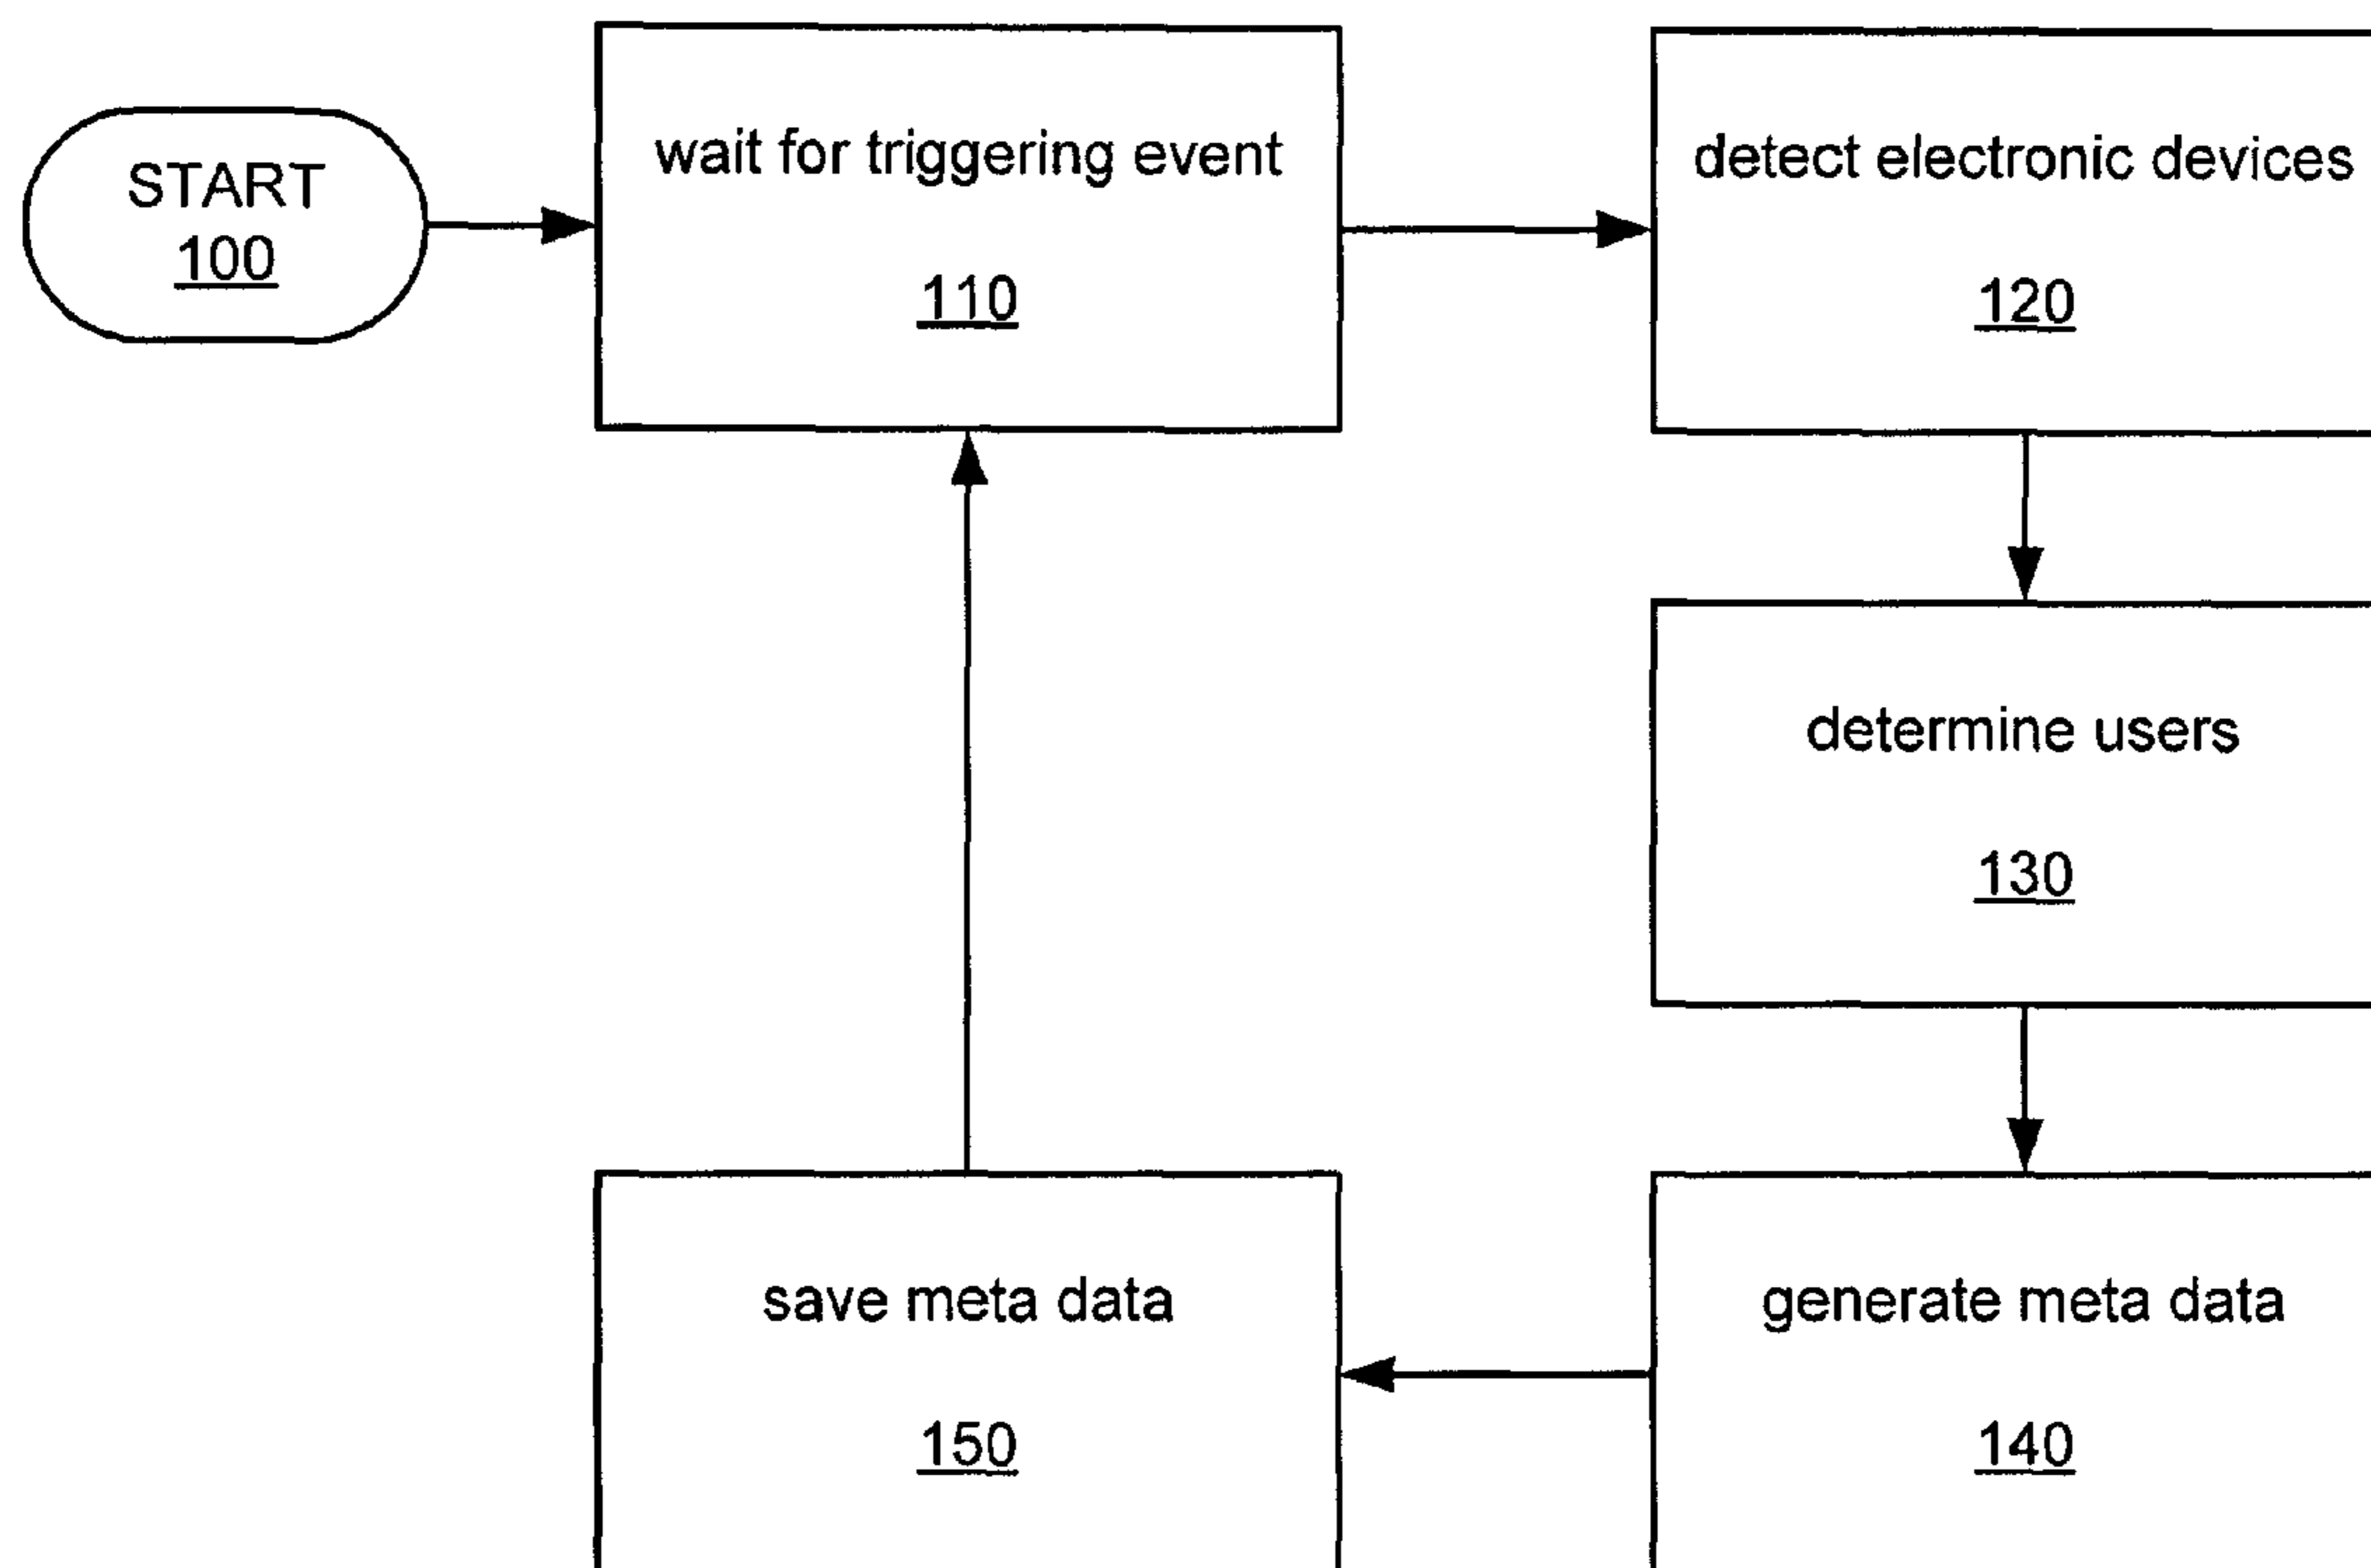 START
100
wait for triggering event
110
detect electronic devices
120
determine users
130
generate meta data
140
save meta data
150